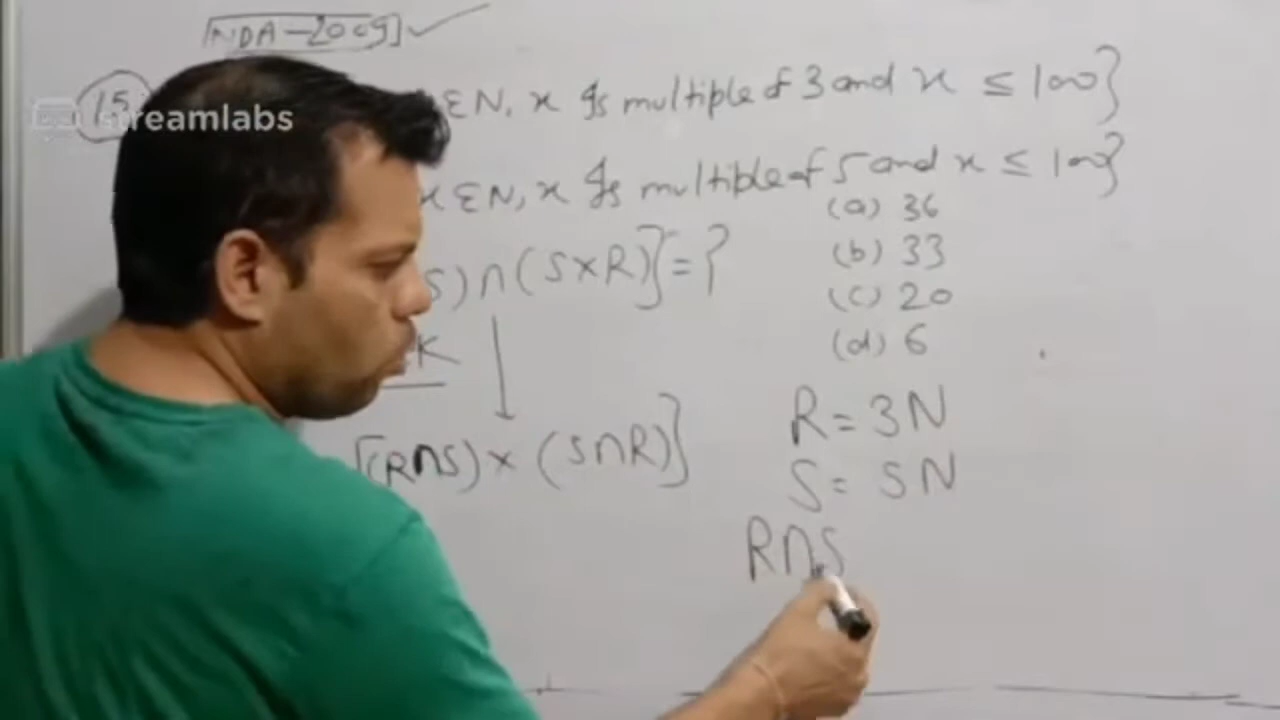 NDA-2009
15
streamlabs
∈N, x Is multiple of 3 and x ≤ 100}
x∈N, x Is multiple of 5 and x ≤ 100}
(a) 36
S) ∩ (S×R)] = ?
(b) 33
(c) 20
(d) 6
[(R∩S) × (S∩R)]
R = 3N
S = 5N
R∩S